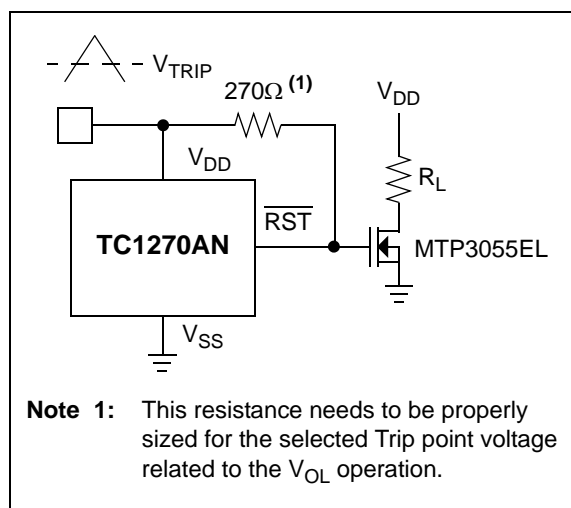 V_TRIP
270Ω (1)
V_DD
V_DD
R_L
TC1270AN
R̅S̅T̅
MTP3055EL
V_SS
Note 1: This resistance needs to be properly
sized for the selected Trip point voltage
related to the V_OL operation.